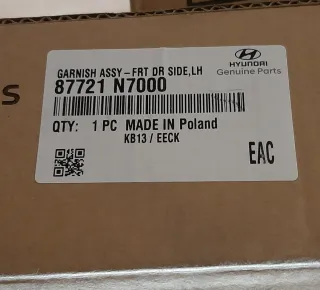 GARNISH ASSY-FRT DR SIDE,LH
87721 N7000
HYUNDAI
Genuine Parts
QTY: 1 PC MADE IN Poland
KB13 / EECK
EAC
S